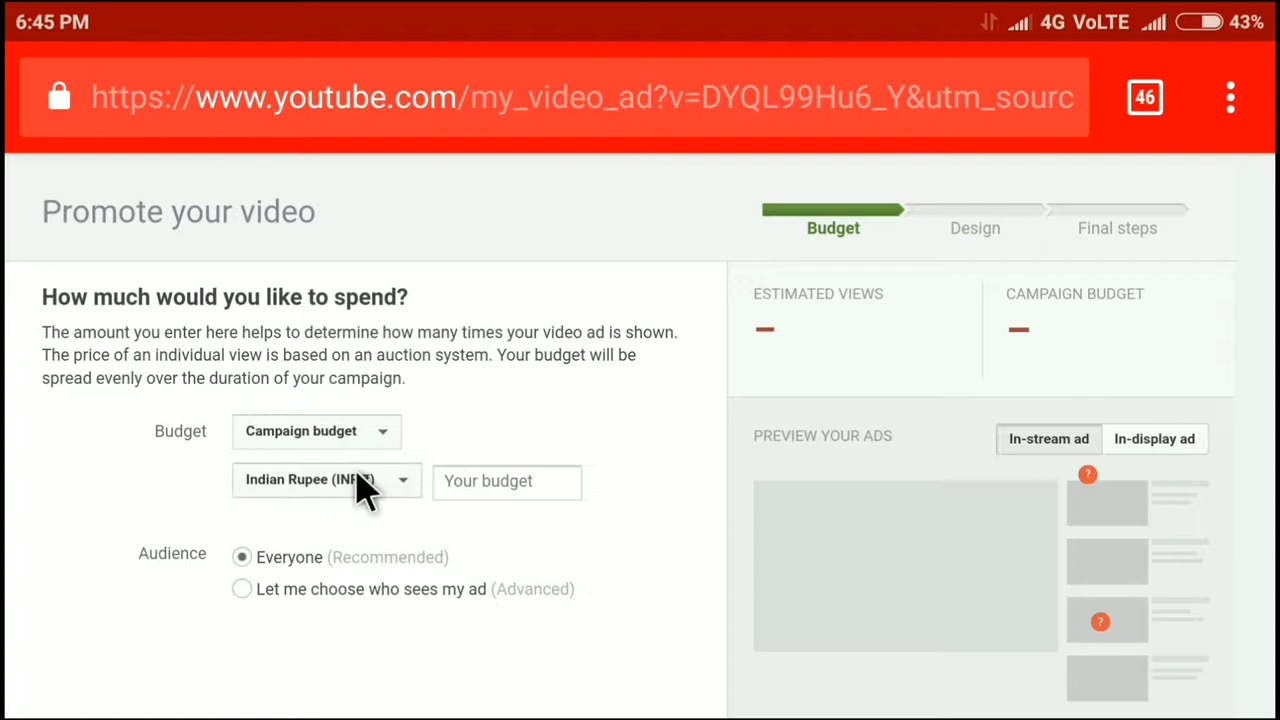 6:45 PM
4G VoLTE
43%
https://www.youtube.com/my_video_ad?v=DYQL99Hu6_Y&utm_sourc
46
Promote your video
Budget
Design
Final steps
How much would you like to spend?
The amount you enter here helps to determine how many times your video ad is shown.
The price of an individual view is based on an auction system. Your budget will be
spread evenly over the duration of your campaign.
Budget
Campaign budget
Indian Rupee
Your budget
Audience
Everyone (Recommended)
Let me choose who sees my ad (Advanced)
ESTIMATED VIEWS
CAMPAIGN BUDGET
PREVIEW YOUR ADS
In-stream ad
In-display ad
?
?